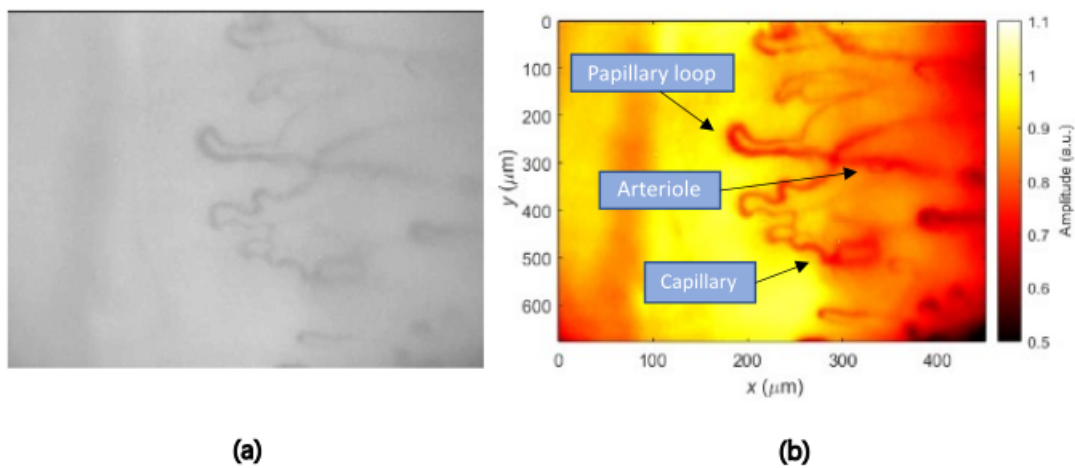 0
100
200
300
400
500
600
y (μm)
Papillary loop
Arteriole
Capillary
0 100 200 300 400
x (μm)
1.1
1
0.9
0.8
0.7
0.6
0.5
Amplitude (a.u.)
(a) (b)